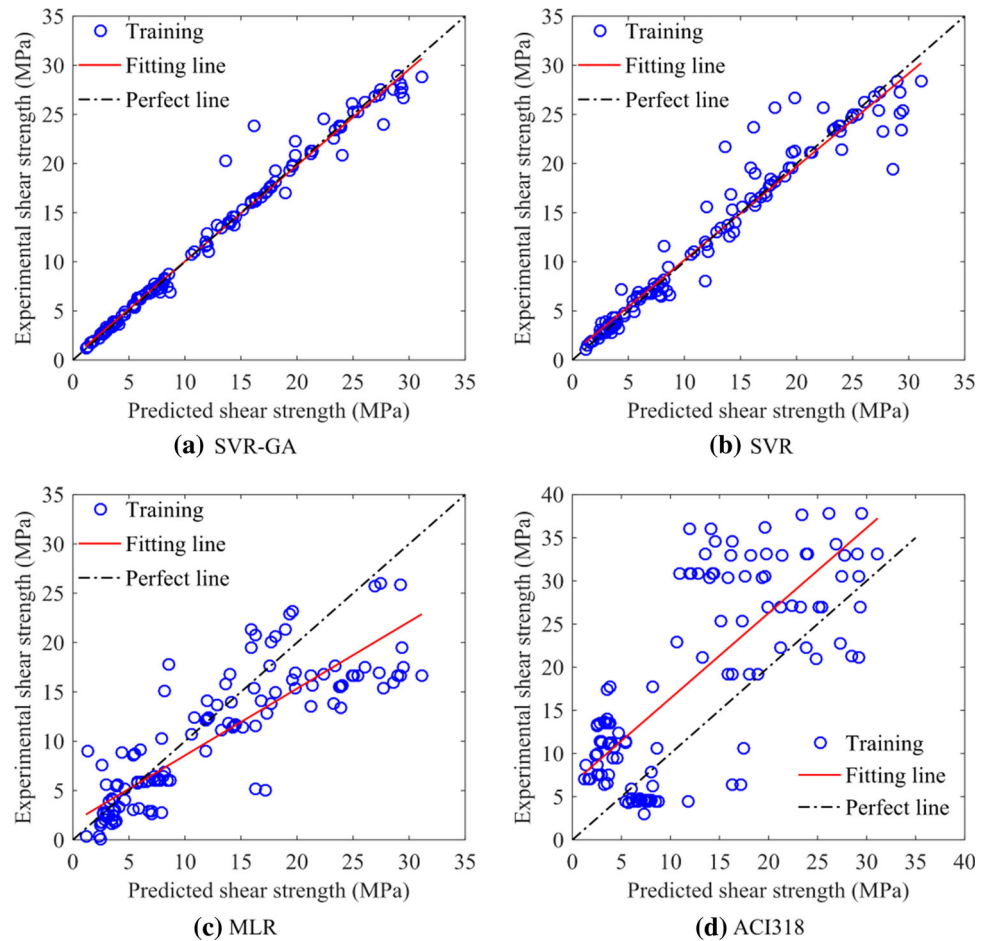 35
30
25
20
15
10
5
0
Experimental shear strength (MPa)
Training
Fitting line
Perfect line
0 5 10 15 20 25 30 35
Predicted shear strength (MPa)
(a) SVR-GA
35
30
25
20
15
10
5
0
Experimental shear strength (MPa)
Training
Fitting line
Perfect line
0 5 10 15 20 25 30 35
Predicted shear strength (MPa)
(b) SVR
35
30
25
20
15
10
5
0
Experimental shear strength (MPa)
Training
Fitting line
Perfect line
0 5 10 15 20 25 30 35
Predicted shear strength (MPa)
(c) MLR
40
35
30
25
20
15
10
5
0
Experimental shear strength (MPa)
Training
Fitting line
Perfect line
0 5 10 15 20 25 30 35 40
Predicted shear strength (MPa)
(d) ACI318